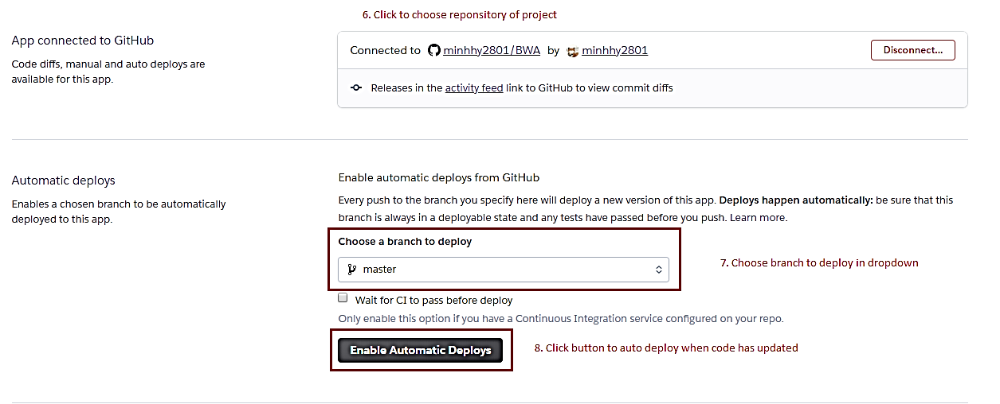 6. Click to choose reponsitory of project
App connected to GitHub
Code diffs, manual and auto deploys are
available for this app.
Connected to minhhy2801/BWA by minhhy2801
Disconnect...
Releases in the activity feed link to GitHub to view commit diffs
Automatic deploys
Enables a chosen branch to be automatically
deployed to this app.
Enable automatic deploys from GitHub
Every push to the branch you specify here will deploy a new version of this app. Deploys happen automatically: be sure that this
branch is always in a deployable state and any tests have passed before you push. Learn more.
Choose a branch to deploy
master
7. Choose branch to deploy in dropdown
Wait for CI to pass before deploy
Only enable this option if you have a Continuous Integration service configured on your repo.
Enable Automatic Deploys
8. Click button to auto deploy when code has updated